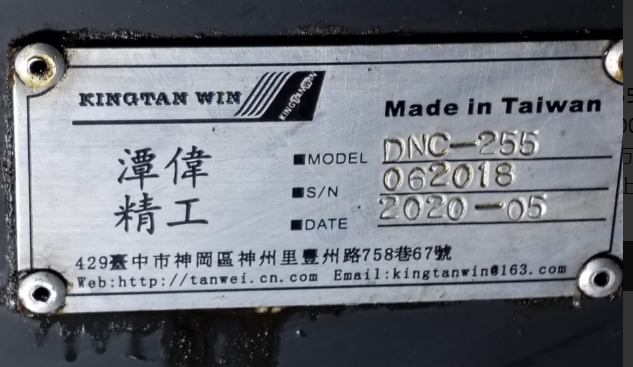 KINGTAN WIN
KINGTANWIN
Made in Taiwan
潭偉
精工
■MODEL DNC-255
■S/N 062018
■DATE 2020-05
429臺中市神岡區神州里豐州路758巷67號
Web:http://tanwei.cn.com Email:kingtanwin@163.com